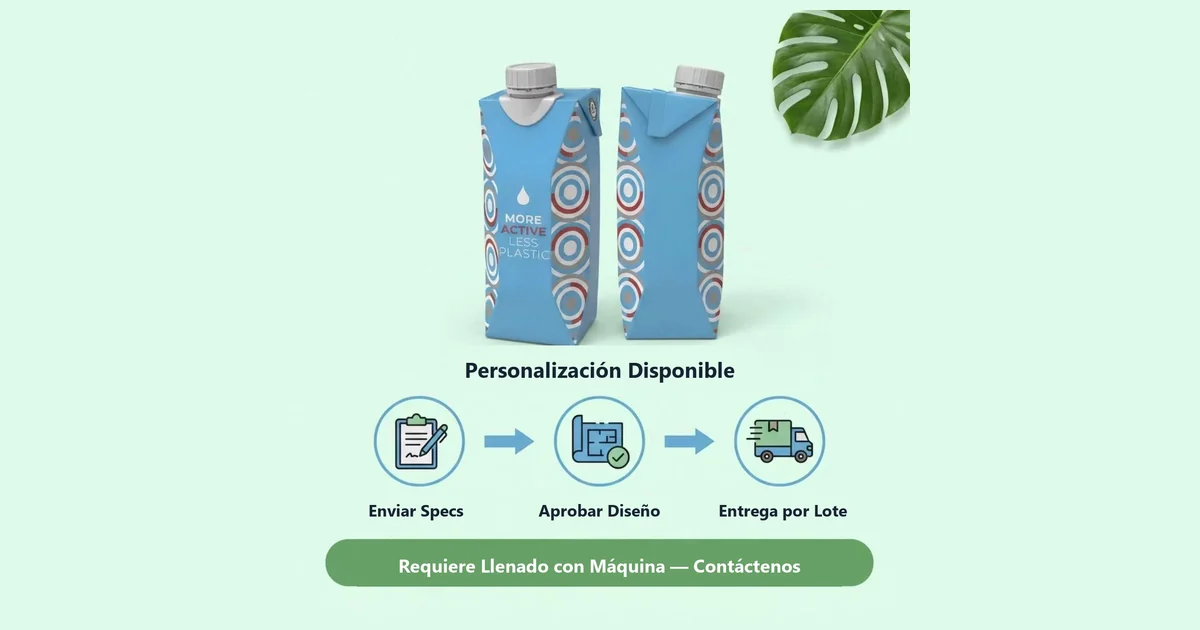 MORE
ACTIVE
LESS
PLASTIC
Personalización Disponible
Enviar Specs
Aprobar Diseño
Entrega por Lote
Requiere Llenado con Máquina — Contáctenos